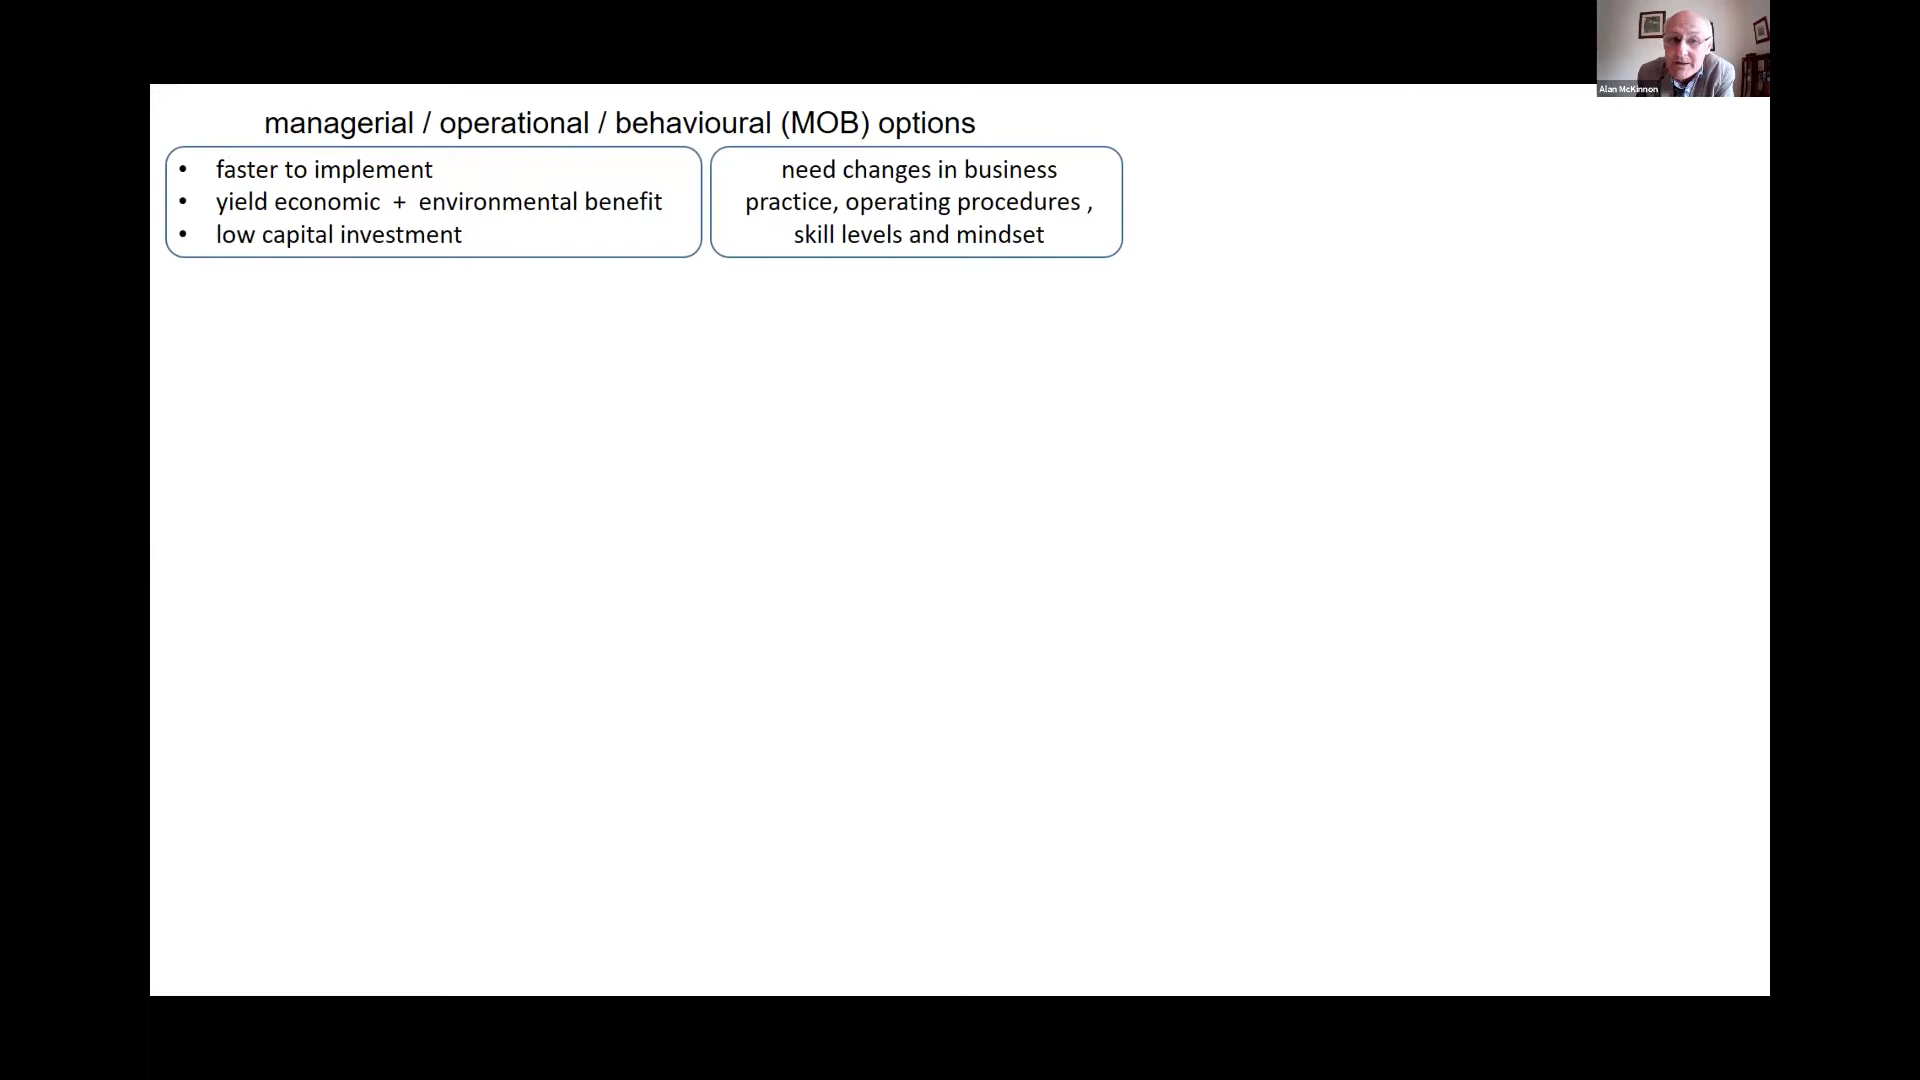 Alan McKinnon
managerial / operational / behavioural (MOB) options
• faster to implement
• yield economic + environmental benefit
• low capital investment
need changes in business
practice, operating procedures ,
skill levels and mindset